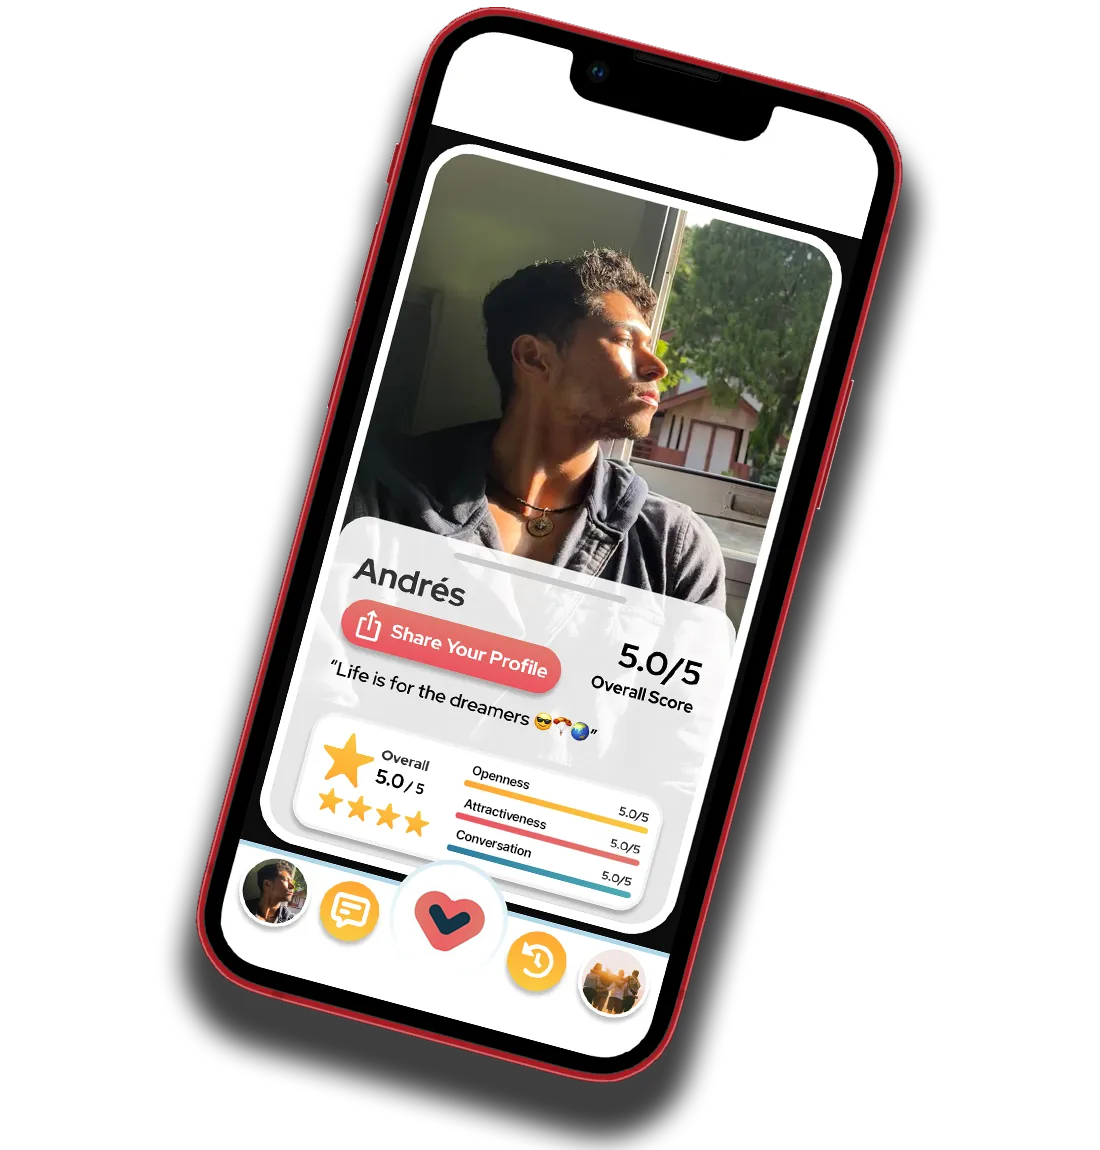 Andrés
Share Your Profile
5.0/5
Overall Score
“Life is for the dreamers 😎🪂🌏”
Overall
5.0/5
Openness
5.0/5
Attractiveness
5.0/5
Conversation
5.0/5